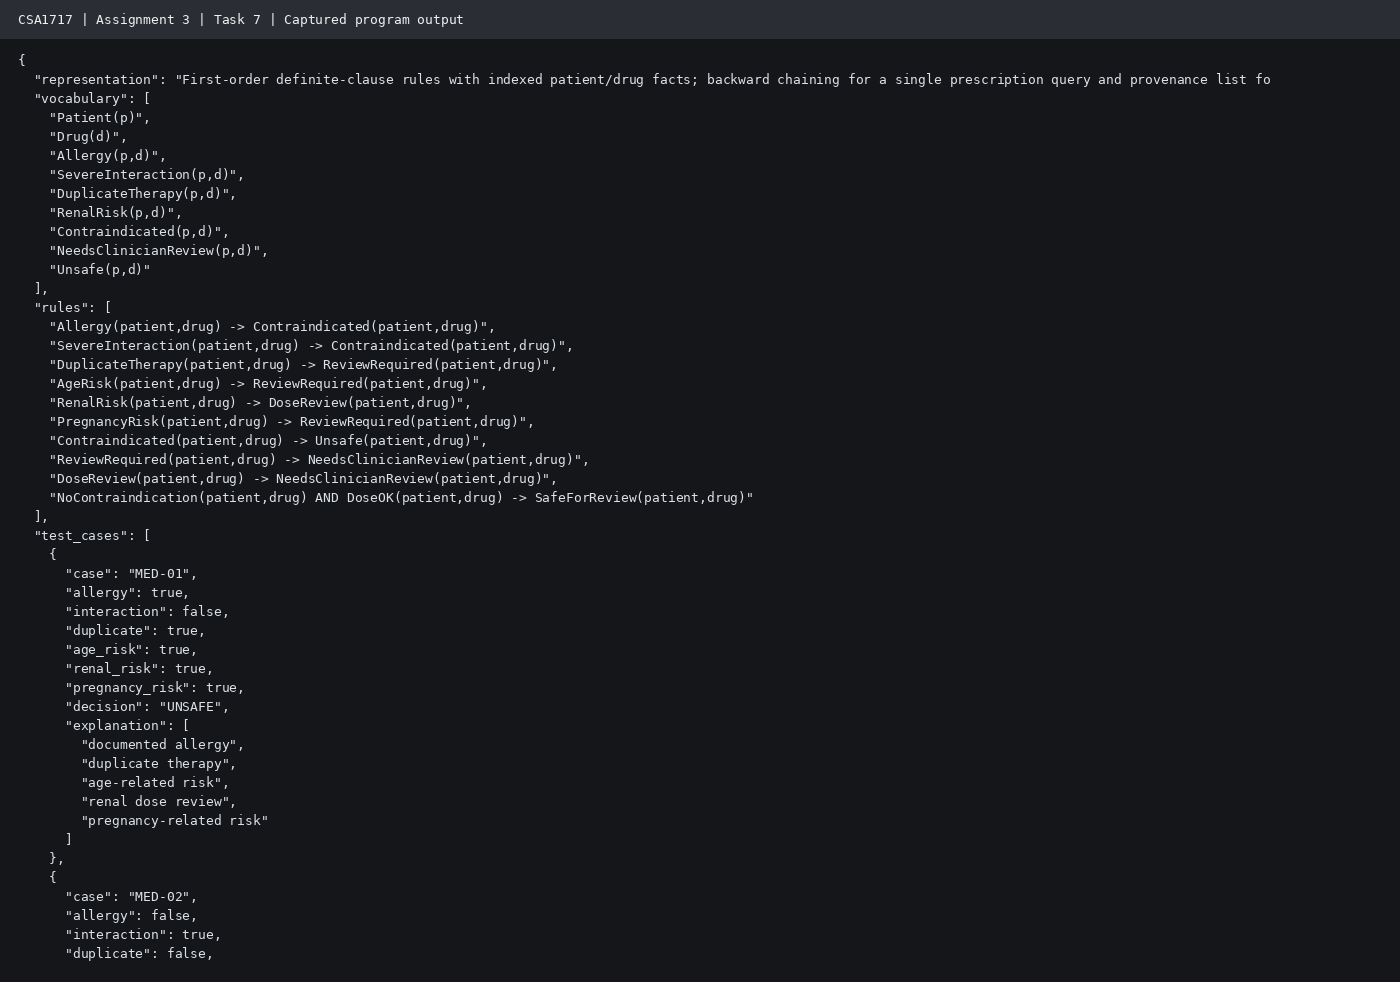 CSA1717 | Assignment 3 | Task 7 | Captured program output
{
  "representation": "First-order definite-clause rules with indexed patient/drug facts; backward chaining for a single prescription query and provenance list fo
  "vocabulary": [
    "Patient(p)",
    "Drug(d)",
    "Allergy(p,d)",
    "SevereInteraction(p,d)",
    "DuplicateTherapy(p,d)",
    "RenalRisk(p,d)",
    "Contraindicated(p,d)",
    "NeedsClinicianReview(p,d)",
    "Unsafe(p,d)"
  ],
  "rules": [
    "Allergy(patient,drug) -> Contraindicated(patient,drug)",
    "SevereInteraction(patient,drug) -> Contraindicated(patient,drug)",
    "DuplicateTherapy(patient,drug) -> ReviewRequired(patient,drug)",
    "AgeRisk(patient,drug) -> ReviewRequired(patient,drug)",
    "RenalRisk(patient,drug) -> DoseReview(patient,drug)",
    "PregnancyRisk(patient,drug) -> ReviewRequired(patient,drug)",
    "Contraindicated(patient,drug) -> Unsafe(patient,drug)",
    "ReviewRequired(patient,drug) -> NeedsClinicianReview(patient,drug)",
    "DoseReview(patient,drug) -> NeedsClinicianReview(patient,drug)",
    "NoContraindication(patient,drug) AND DoseOK(patient,drug) -> SafeForReview(patient,drug)"
  ],
  "test_cases": [
    {
      "case": "MED-01",
      "allergy": true,
      "interaction": false,
      "duplicate": true,
      "age_risk": true,
      "renal_risk": true,
      "pregnancy_risk": true,
      "decision": "UNSAFE",
      "explanation": [
        "documented allergy",
        "duplicate therapy",
        "age-related risk",
        "renal dose review",
        "pregnancy-related risk"
      ]
    },
    {
      "case": "MED-02",
      "allergy": false,
      "interaction": true,
      "duplicate": false,